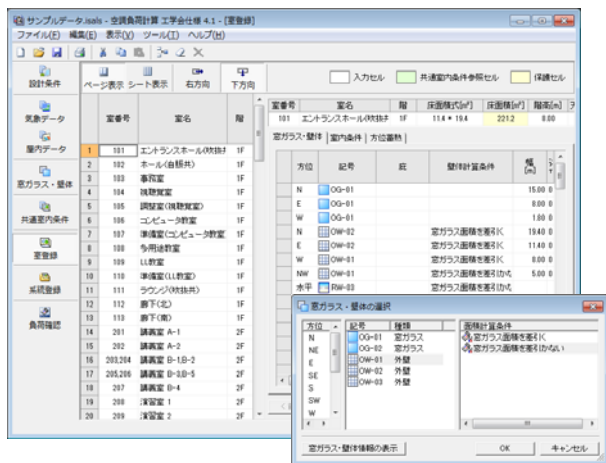 サンプルデータ.isals - 空調負荷計算 工学会仕様 4.1 - [室登録]
ファイル(F) 編集(E) 表示(V) ツール(T) ヘルプ(H)
設計条件
気象データ
屋内データ
窓ガラス・壁体
共通室内条件
室登録
系統登録
負荷確認
ページ表示 シート表示 右方向 下方向
入力セル 共通室内条件参照セル 保護セル
室番号 室名 階
1 101 エントランスホール(吹抜 1F
2 102 ホール(自販共) 1F
3 103 事務室 1F
4 104 視聴覚室 1F
5 105 調整室(視聴覚室) 1F
6 106 コンピュータ教室 1F
7 107 準備室(コンピュータ教室 1F
8 108 多用途教室 1F
9 109 LL教室 1F
10 110 準備室(LL教室) 1F
11 111 ラウンジ(吹抜共) 1F
12 112 廊下(北) 1F
13 113 廊下(南) 1F
14 201 講義室 A-1 2F
15 202 講義室 A-2 2F
16 203,204 講義室 B-1,B-2 2F
17 205,206 講義室 B-3,B-5 2F
18 207 講義室 B-4 2F
19 208 演習室 1 2F
20 209 演習室 2 2F
室番号 室名 階 床面積式[㎡] 床面積[㎡] 階高[m]
101 エントランスホール(吹抜き 1F 11.4 * 19.4 221.2 8.00
窓ガラス・壁体 室内条件 方位蓄熱
方位 記号 庇 壁体計算条件 幅[m]
N OG-01 15.00 0
E OG-01 8.00 0
W OG-01 1.80 0
N OW-02 窓ガラス面積を差引く 19.40 0
E OW-02 窓ガラス面積を差引く 11.40 0
W OW-01 窓ガラス面積を差引く 8.00 0
NW OW-01 窓ガラス面積を差引かな 5.00 0
水平 RW-03
窓ガラス・壁体の選択
方位
N
NE
E
SE
S
SW
W
記号 種類
OG-01 窓ガラス
OG-02 窓ガラス
OW-01 外壁
OW-02 外壁
OW-03 外壁
面積計算条件
窓ガラス面積を差引く
窓ガラス面積を差引かない
窓ガラス・壁体情報の表示 OK キャンセル